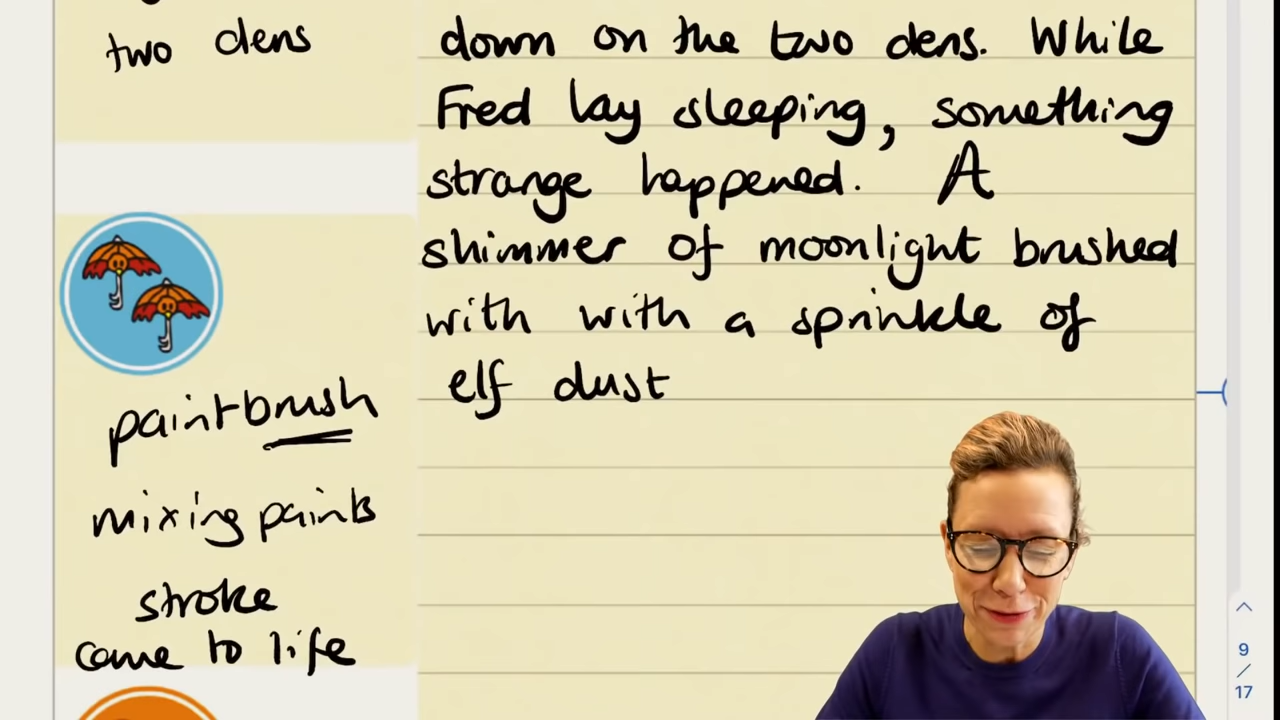 two dens
down on the two dens. While
Fred lay sleeping, something
strange happened. A
shimmer of moonlight brushed
with with a sprinkle of
elf dust
paintbrush
mixing paints
stroke
came to life
9
/
17